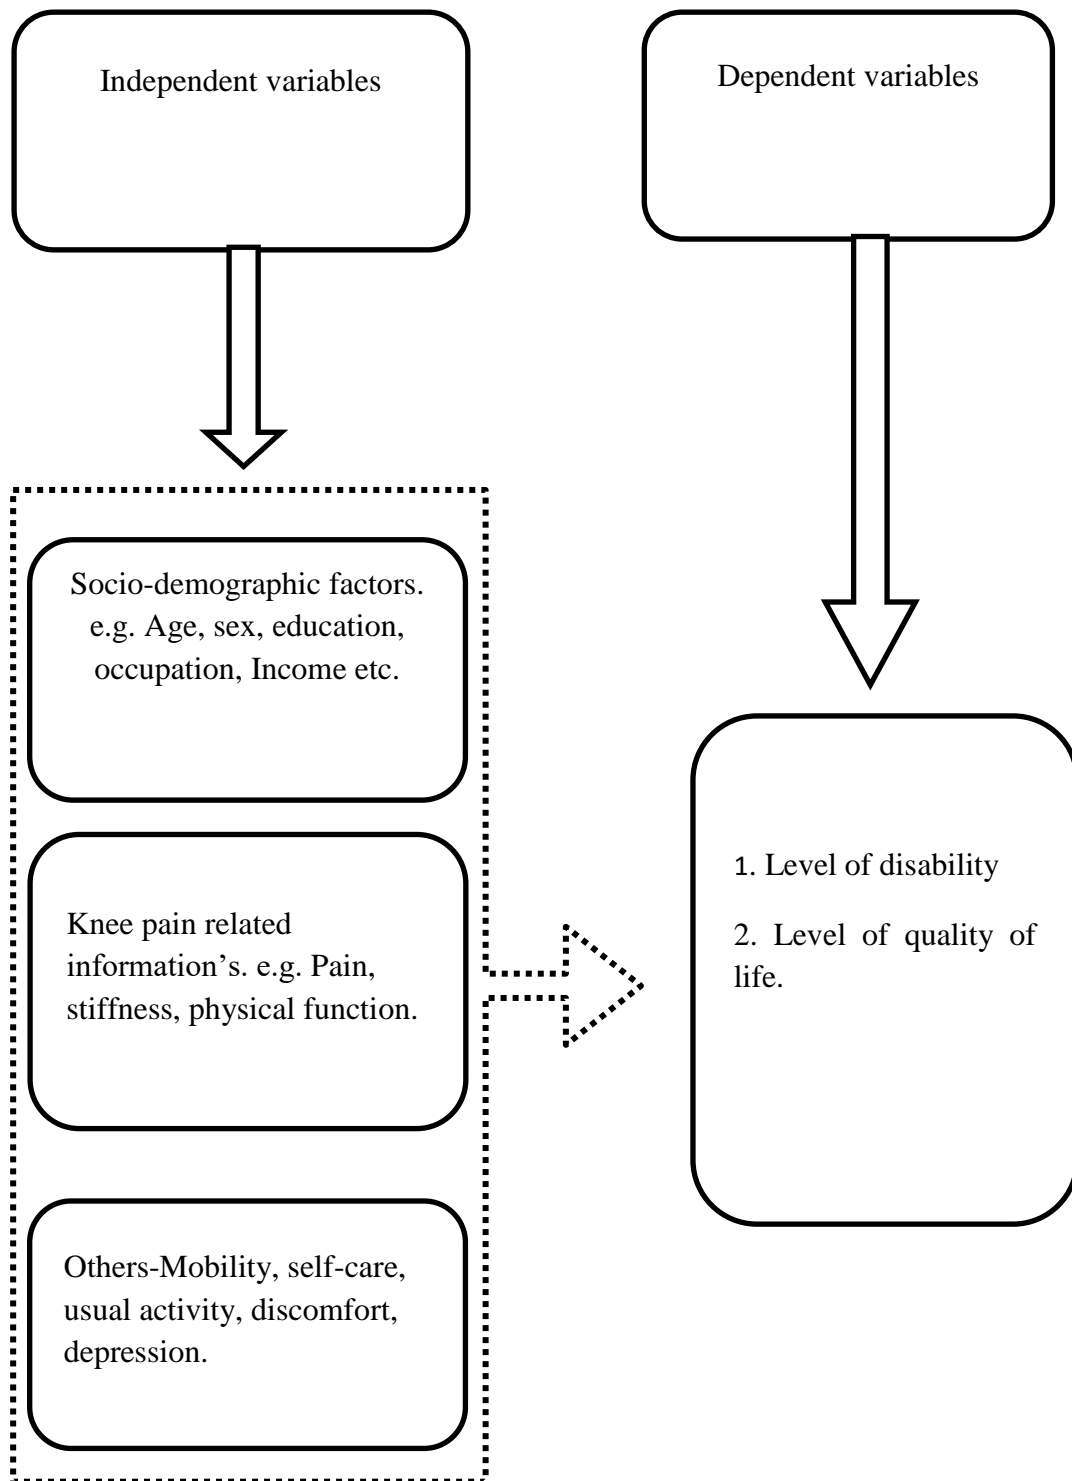 Independent variables
Dependent variables
Socio-demographic factors.
e.g. Age, sex, education,
occupation, Income etc.
Knee pain related
information’s. e.g. Pain,
stiffness, physical function.
Others-Mobility, self-care,
usual activity, discomfort,
depression.
1. Level of disability
2. Level of quality of
life.